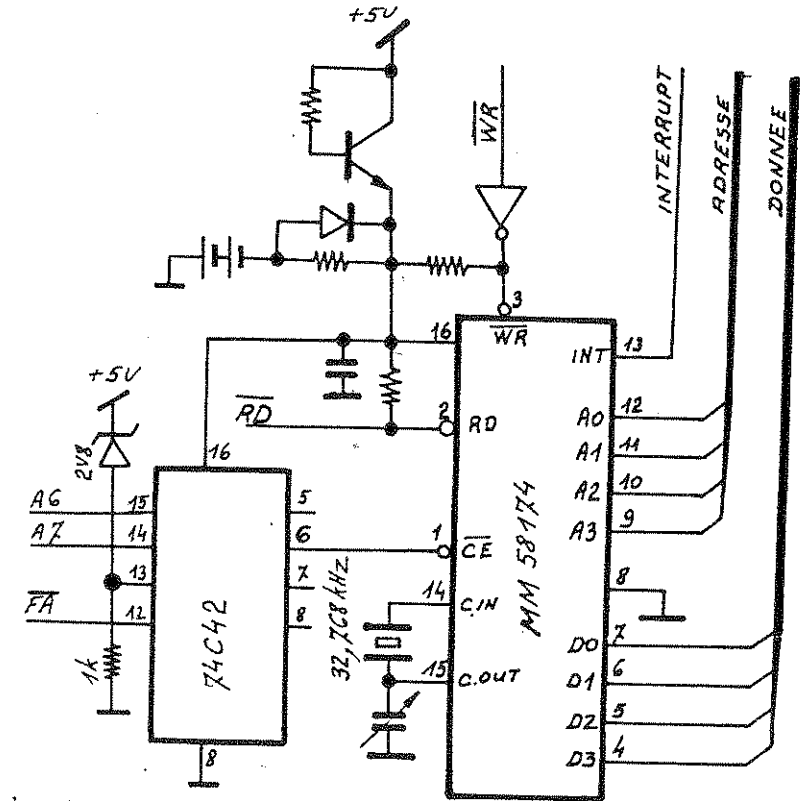 +5V
WR
INTERRUPT
ADRESSE
DONNEE
3
16
WR
INT
13
+5V
RD
2
RD
A0
12
2V8
16
A1
11
A2
10
A6
15
5
A7
14
6
1
CE
A3
9
13
7
14
C.IN
8
FA
12
8
1k
74C42
32,768kHz
MM 58174
D0
7
15
C.OUT
D1
6
D2
5
8
D3
4